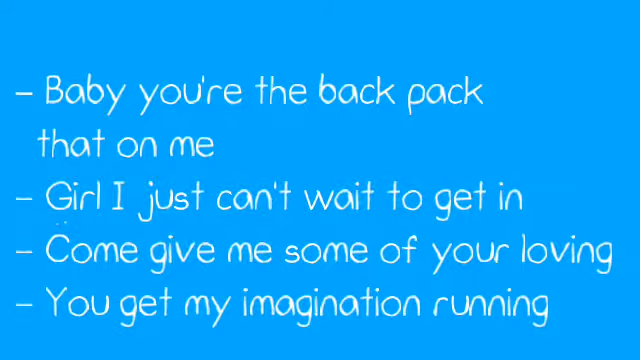 - Baby you're the back pack
that on me
- Girl I just can't wait to get in
- Come give me some of your loving
- You get my imagination running